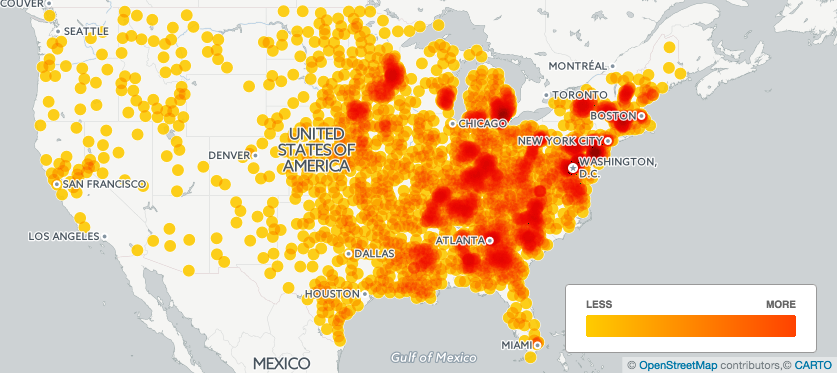 COUVER
SEATTLE
MONTRÉAL
TORONTO
BOSTON
CHICAGO
NEW YORK CITY
UNITED
STATES OF
AMERICA
DENVER
WASHINGTON,
D.C.
SAN FRANCISCO
LOS ANGELES
ATLANTA
DALLAS
HOUSTON
LESS MORE
MIAMI
Gulf of Mexico
MEXICO
© OpenStreetMap contributors,© CARTO